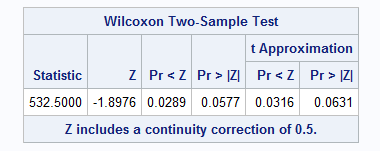 Wilcoxon Two-Sample Test
t Approximation
Statistic Z Pr < Z Pr > |Z| Pr < Z Pr > |Z|
532.5000 -1.8976 0.0289 0.0577 0.0316 0.0631
Z includes a continuity correction of 0.5.